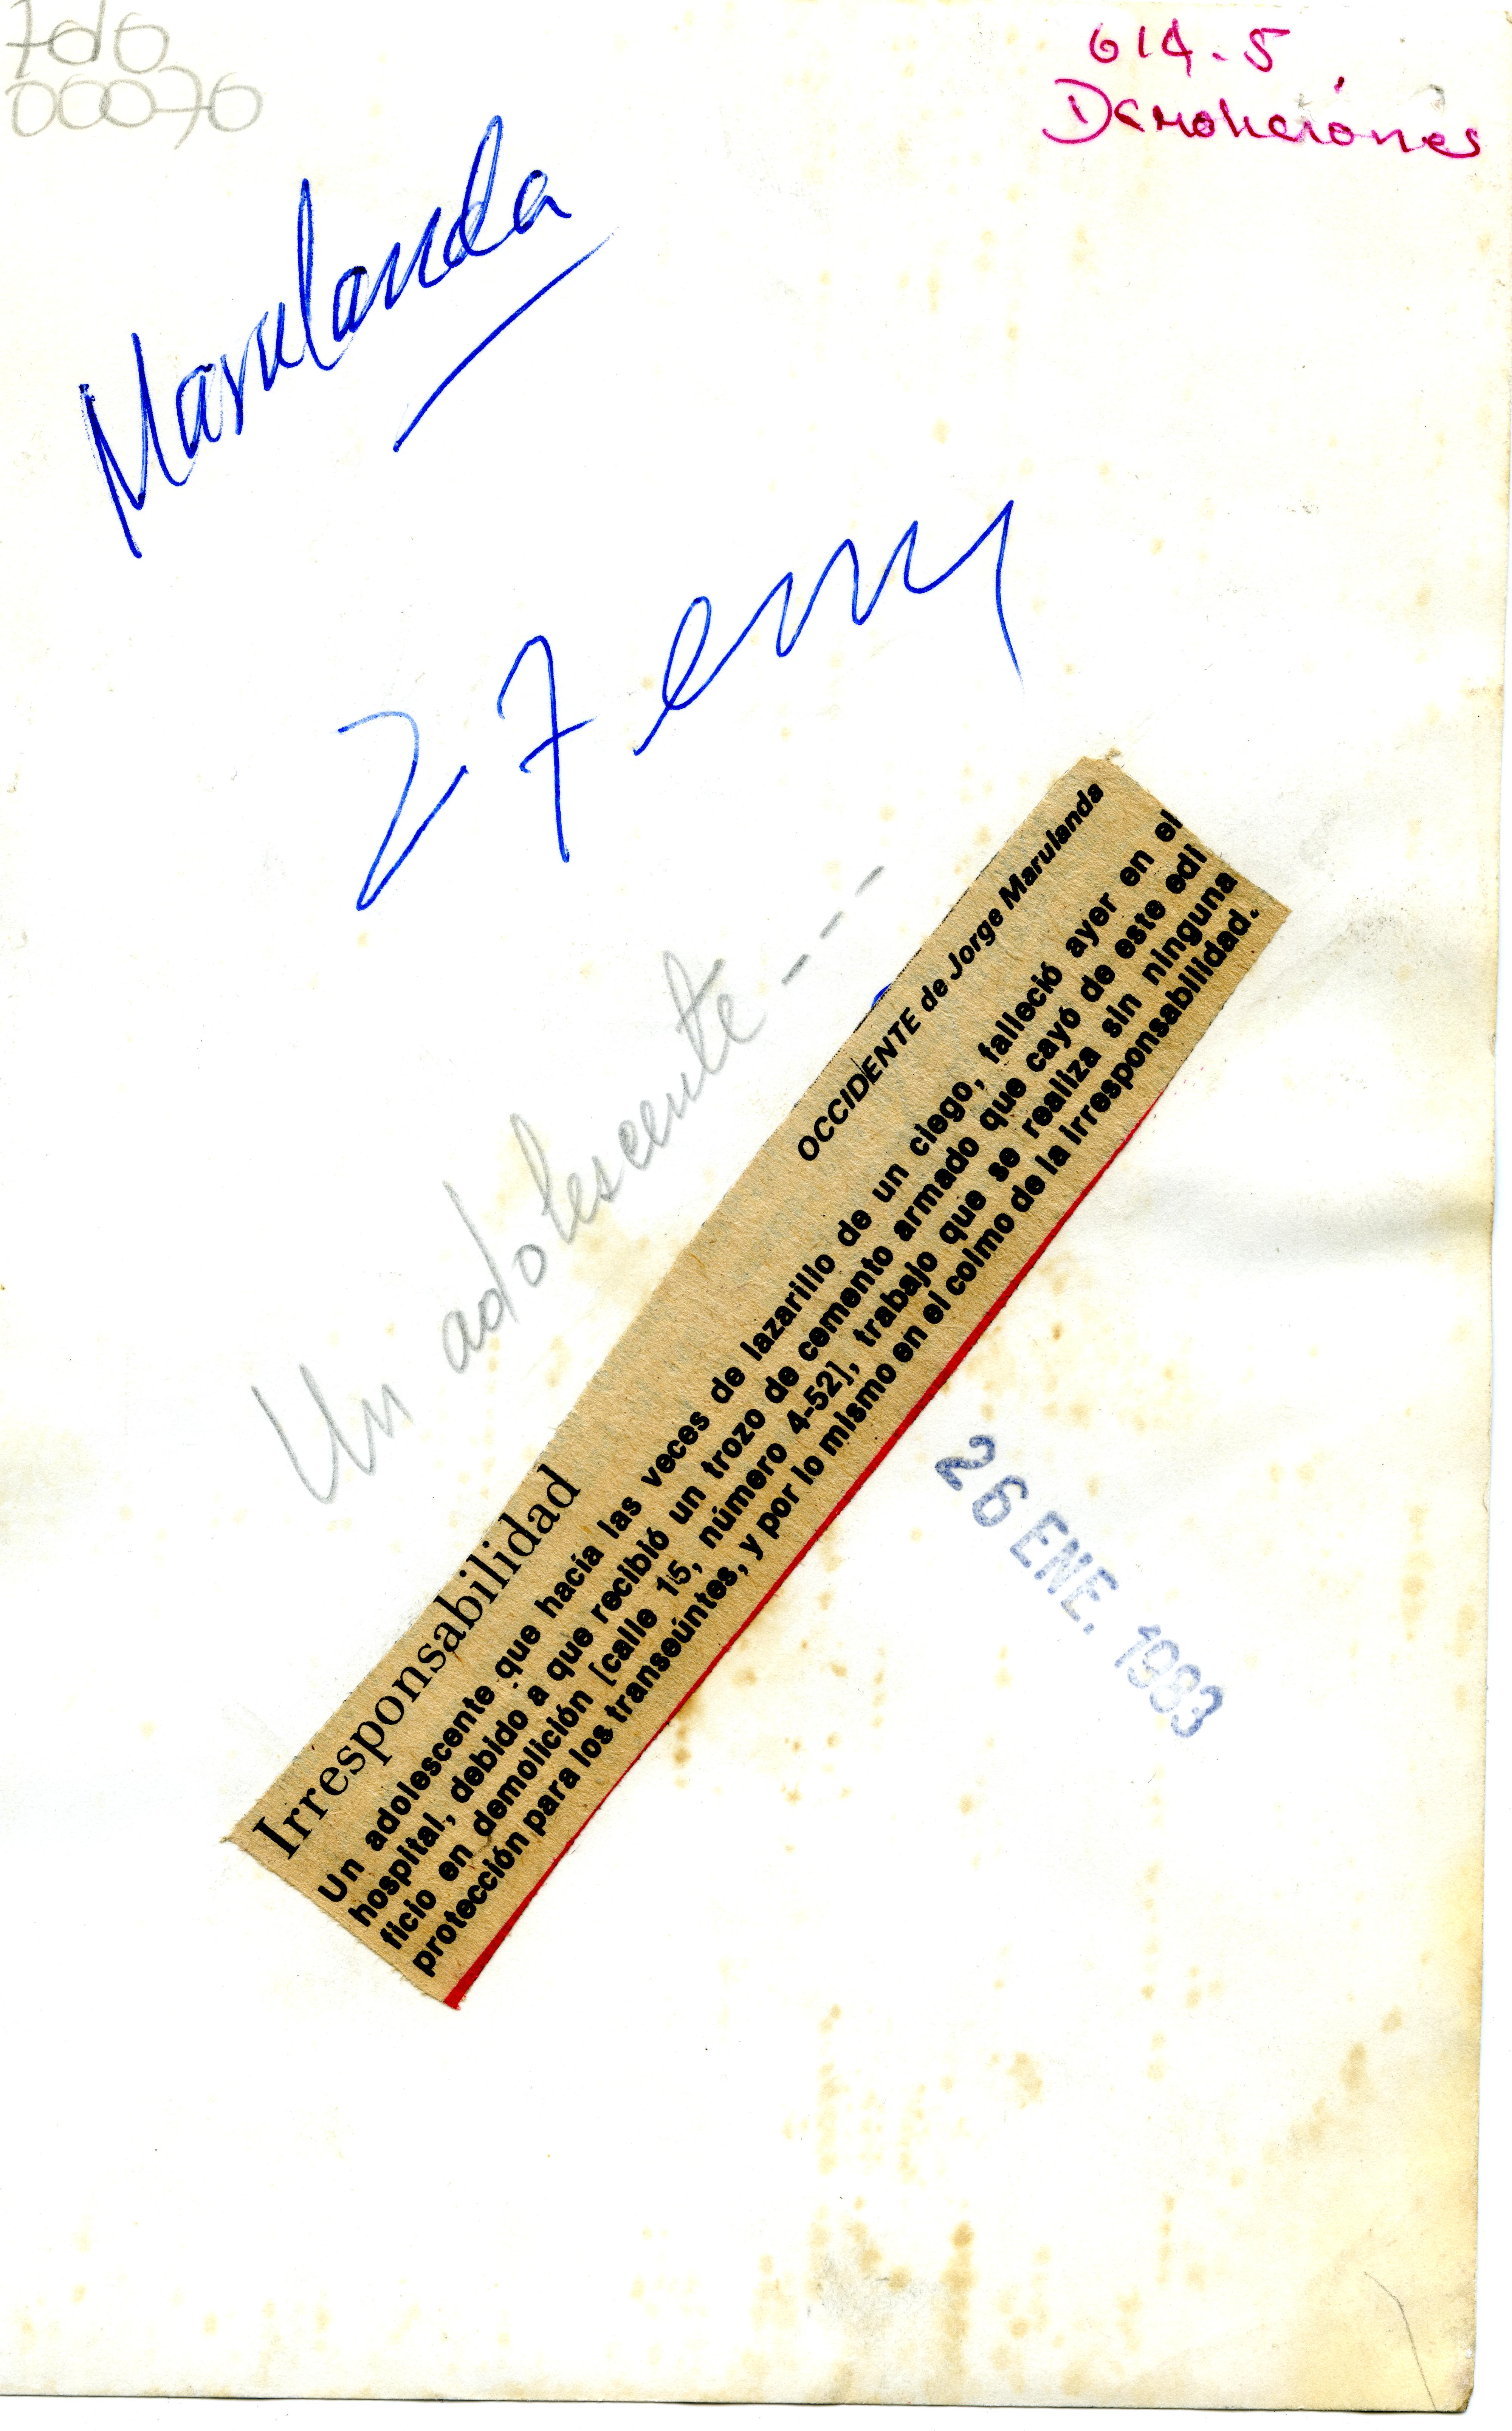 7d6
00070
614.5
Demoliciones
Marulanda
27 ene
Un adolescente - - -
Irresponsabilidad
OCCIDENTE de Jorge Marulanda
Un adolescente que hacía las veces de lazarillo de un ciego, falleció ayer en el
hospital, debido a que recibió un trozo de cemento armado que cayó de este edi
ficio en demolición [calle 15, número 4-52], trabajo que se realiza sin ninguna
protección para los transeúntes, y por lo mismo en el colmo de la irresponsabilidad.
26 ENE. 1983